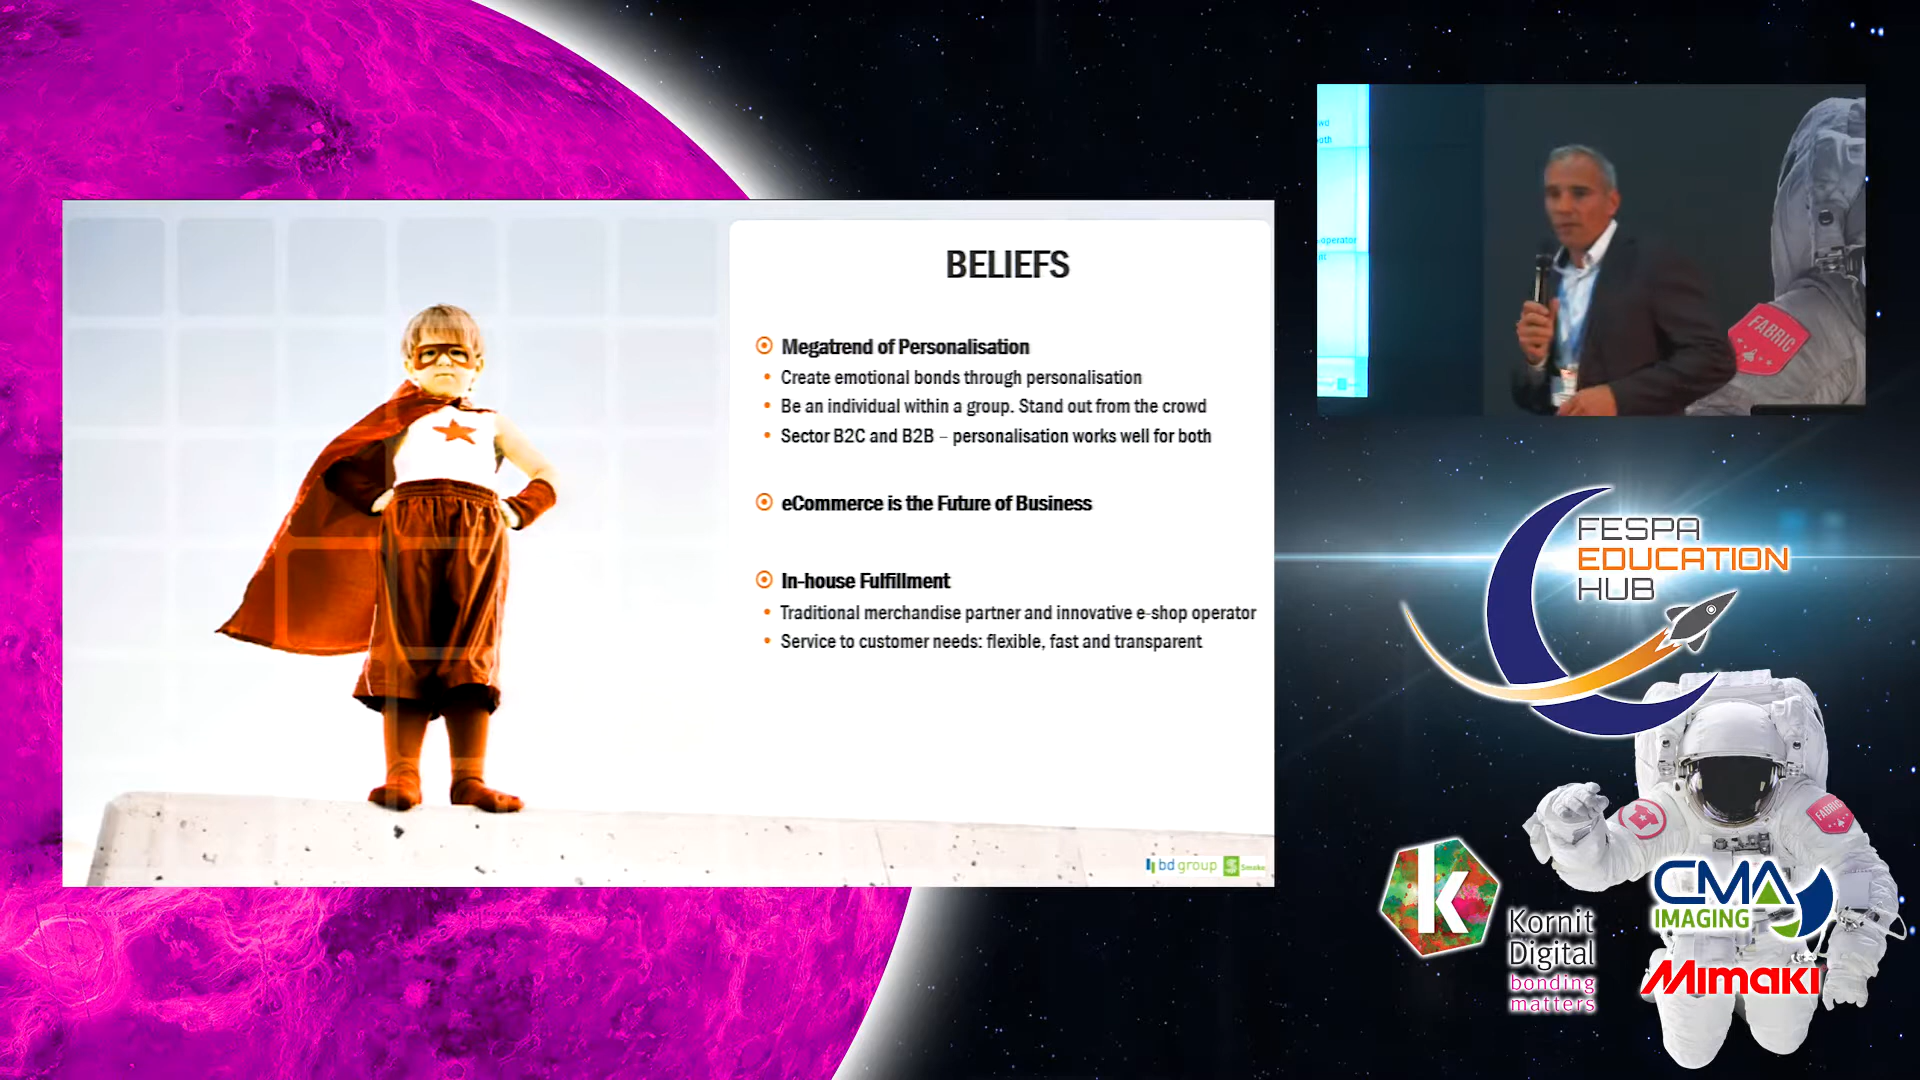 BELIEFS
Megatrend of Personalisation
• Create emotional bonds through personalisation
• Be an individual within a group. Stand out from the crowd
• Sector B2C and B2B – personalisation works well for both
eCommerce is the Future of Business
In-house Fulfillment
• Traditional merchandise partner and innovative e-shop operator
• Service to customer needs: flexible, fast and transparent
bd group
Smake
operator
FABRIC
FESPA
EDUCATION
HUB
FABRIC
k
Kornit
Digital
bonding
matters
CMA
IMAGING
Mimaki